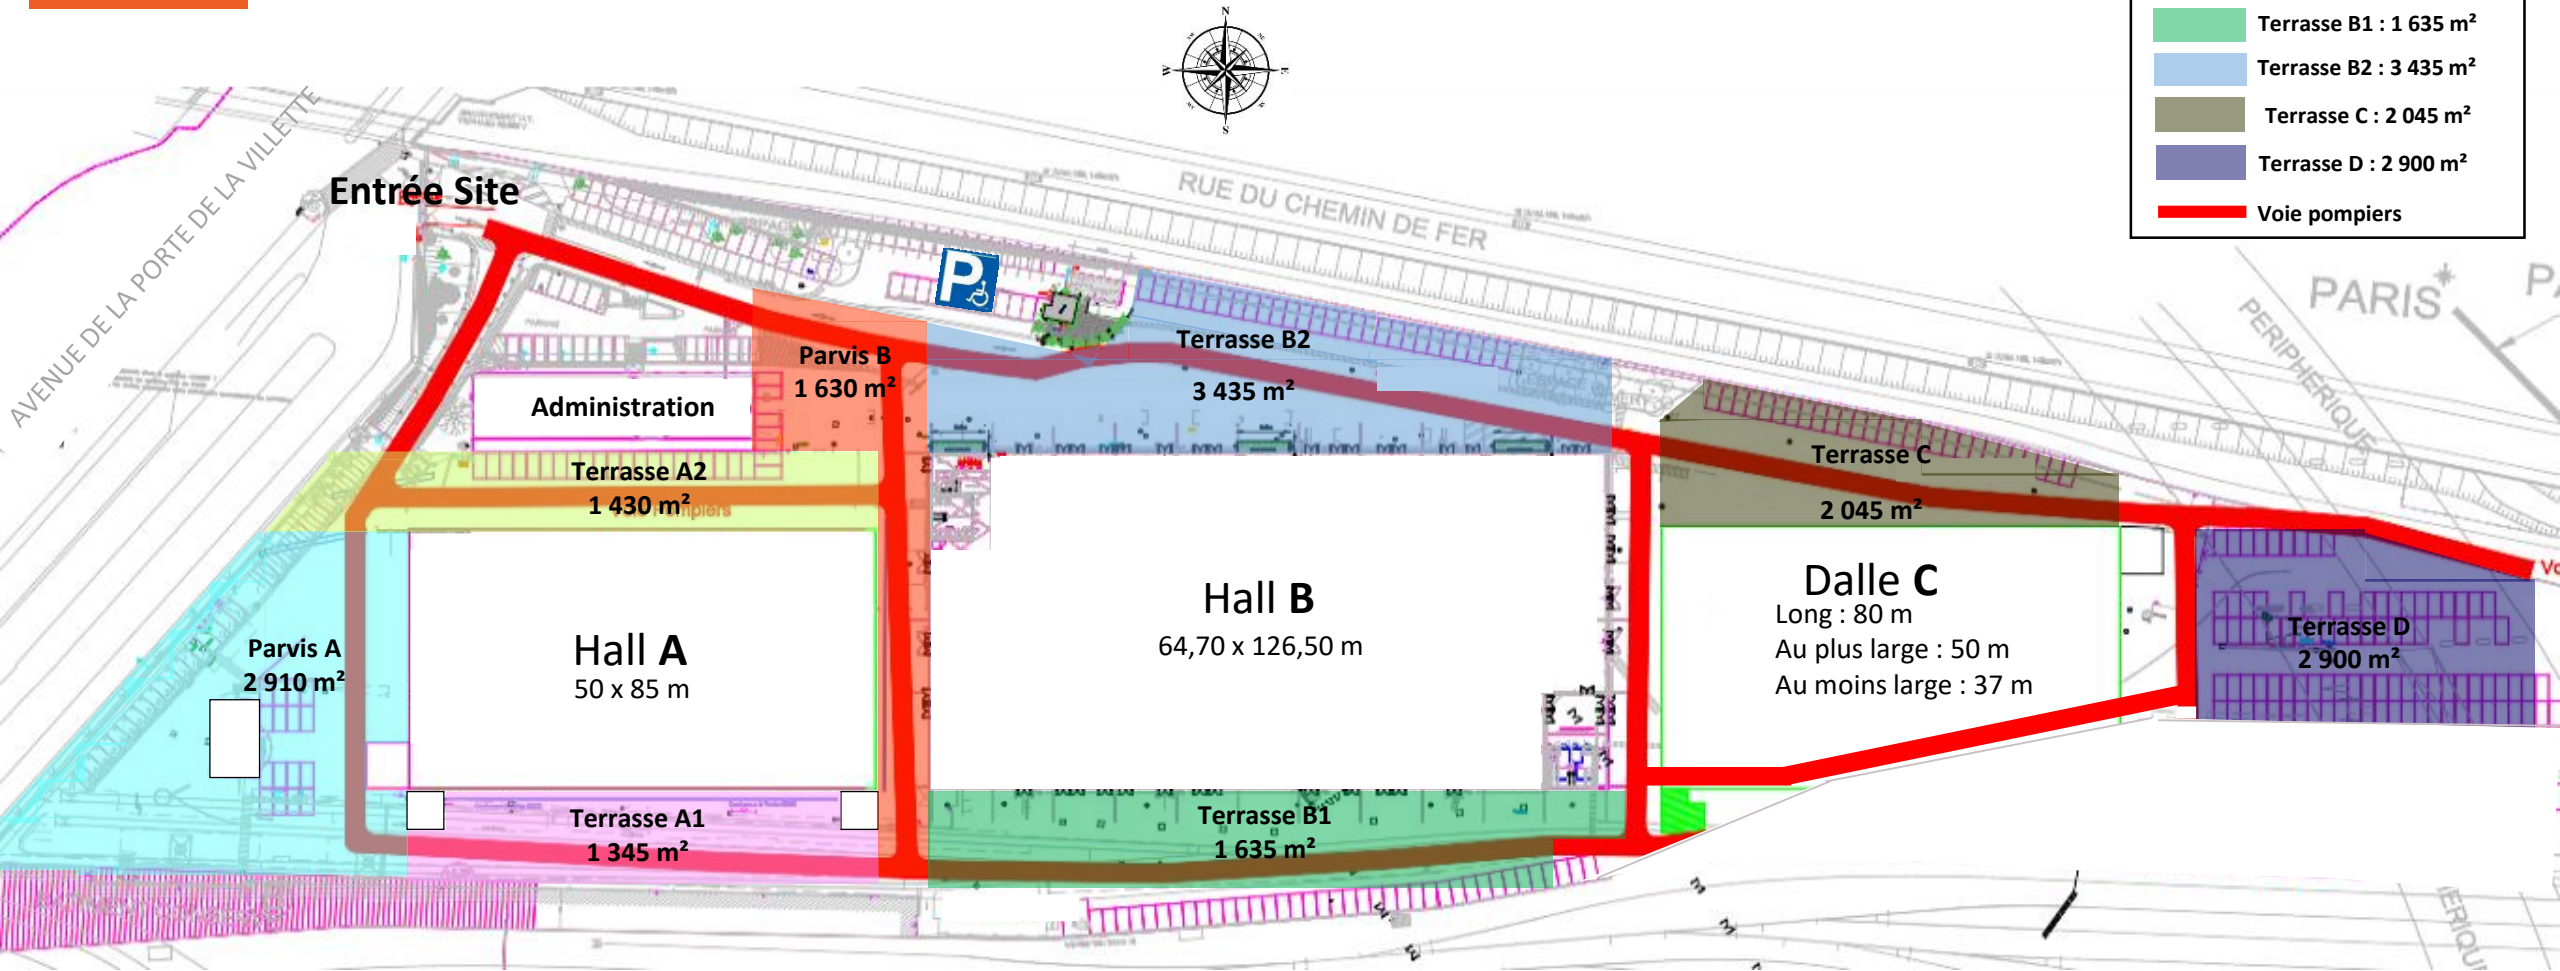 N
W
E
S
Terrasse B1 : 1 635 m²
Terrasse B2 : 3 435 m²
Terrasse C : 2 045 m²
Terrasse D : 2 900 m²
Voie pompiers
AVENUE DE LA PORTE DE LA VILLETTE
Entrée Site
RUE DU CHEMIN DE FER
PARIS
PERIPHERIQUE
P
Parvis B
1 630 m²
Terrasse B2
3 435 m²
Administration
Terrasse A2
1 430 m²
Voie Pompiers
Terrasse C
2 045 m²
Hall A
50 x 85 m
Hall B
64,70 x 126,50 m
Dalle C
Long : 80 m
Au plus large : 50 m
Au moins large : 37 m
Parvis A
2 910 m²
Terrasse D
2 900 m²
Terrasse A1
1 345 m²
Terrasse B1
1 635 m²